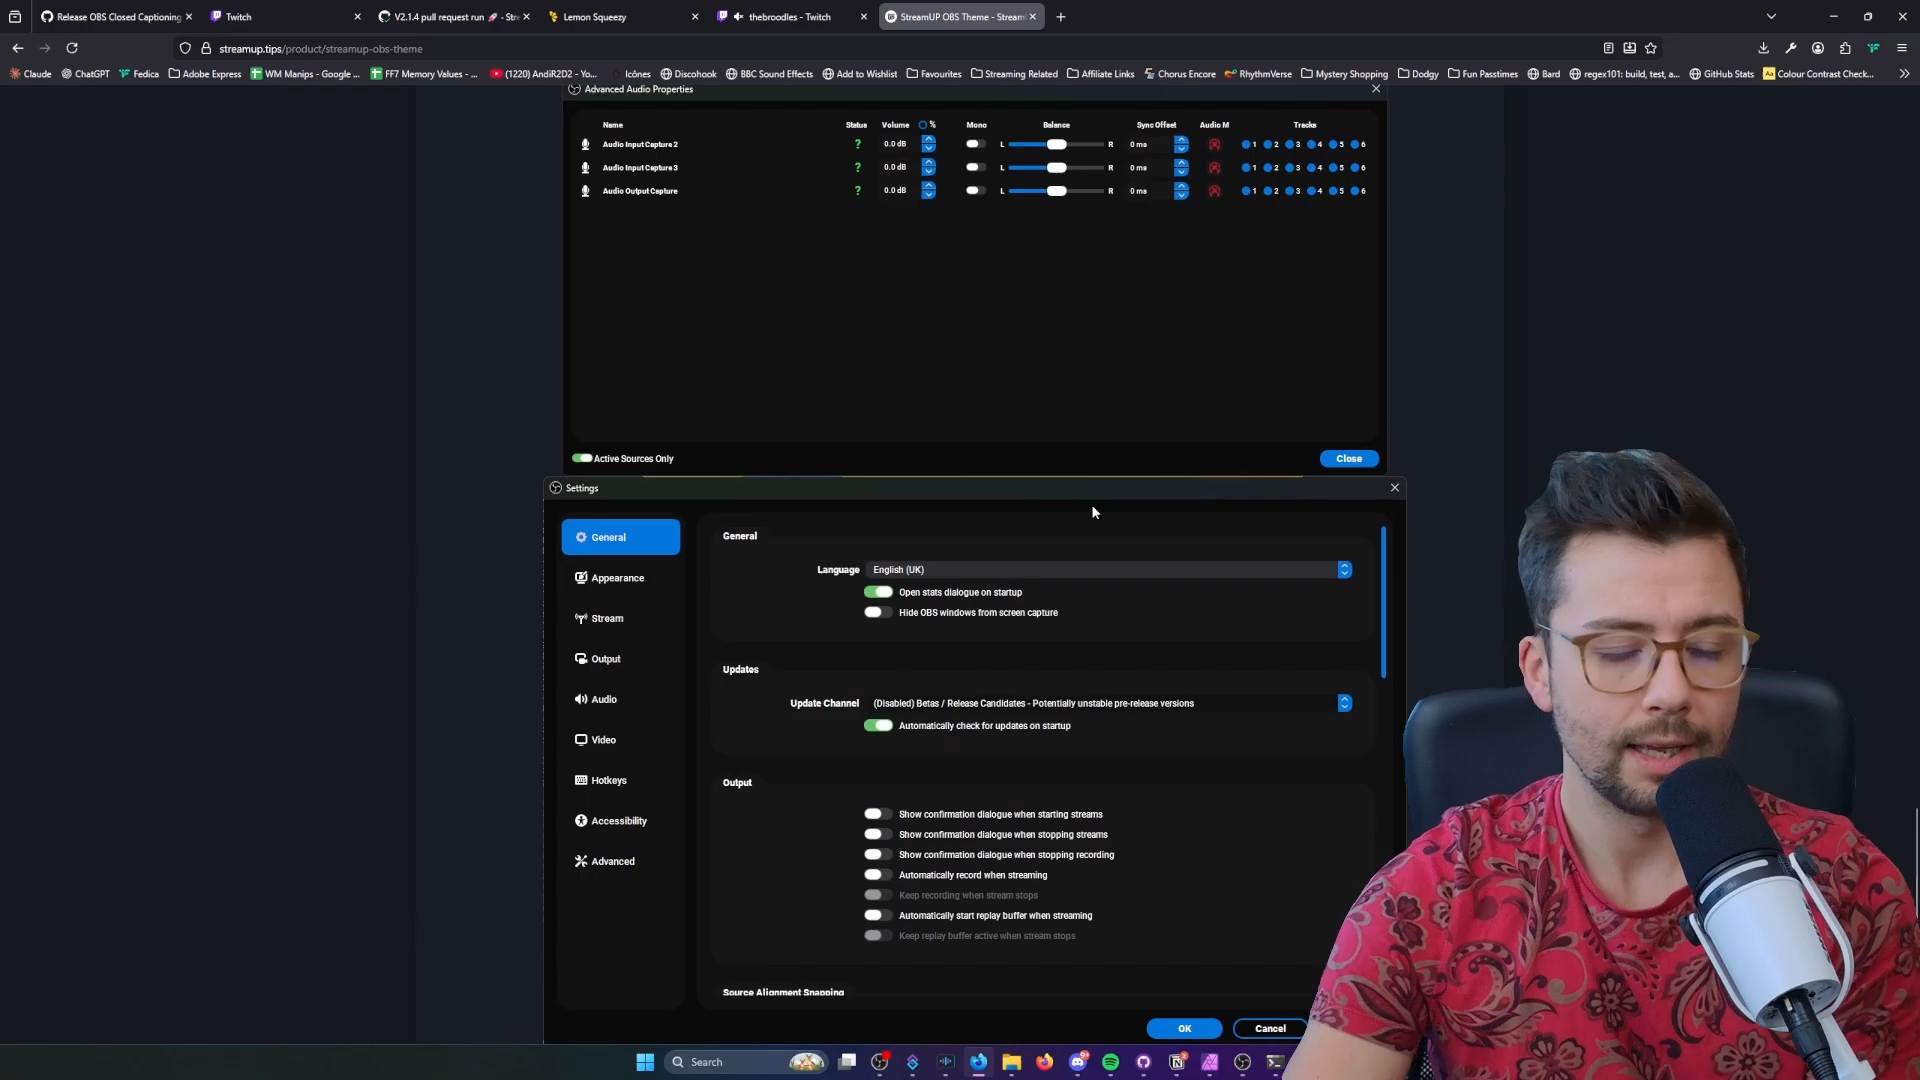 Release OBS Closed Captioning
Twitch
V2.1.4 pull request run 🚀 · Stre
Lemon Squeezy
thebroodles - Twitch
StreamUP OBS Theme - StreamU
streamup.tips/product/streamup-obs-theme
Claude
ChatGPT
Fedica
Adobe Express
WM Manips - Google ...
FF7 Memory Values - ...
(1220) AndiR2D2 - Yo...
Icônes
Discohook
BBC Sound Effects
Add to Wishlist
Favourites
Streaming Related
Affiliate Links
Chorus Encore
RhythmVerse
Mystery Shopping
Dodgy
Fun Passtimes
Bard
regex101: build, test, a...
GitHub Stats
Aa Colour Contrast Check...
Advanced Audio Properties
Name Status Volume % Mono Balance Sync Offset Audio M Tracks
Audio Input Capture 2 ? 0.0 dB L R 0 ms 1 2 3 4 5 6
Audio Input Capture 3 ? 0.0 dB L R 0 ms 1 2 3 4 5 6
Audio Output Capture ? 0.0 dB L R 0 ms 1 2 3 4 5 6
Active Sources Only
Close
Settings
General
Appearance
Stream
Output
Audio
Video
Hotkeys
Accessibility
Advanced
General
Language English (UK)
Open stats dialogue on startup
Hide OBS windows from screen capture
Updates
Update Channel (Disabled) Betas / Release Candidates - Potentially unstable pre-release versions
Automatically check for updates on startup
Output
Show confirmation dialogue when starting streams
Show confirmation dialogue when stopping streams
Show confirmation dialogue when stopping recording
Automatically record when streaming
Keep recording when stream stops
Automatically start replay buffer when streaming
Keep replay buffer active when stream stops
Source Alignment Snapping
OK
Cancel
Search